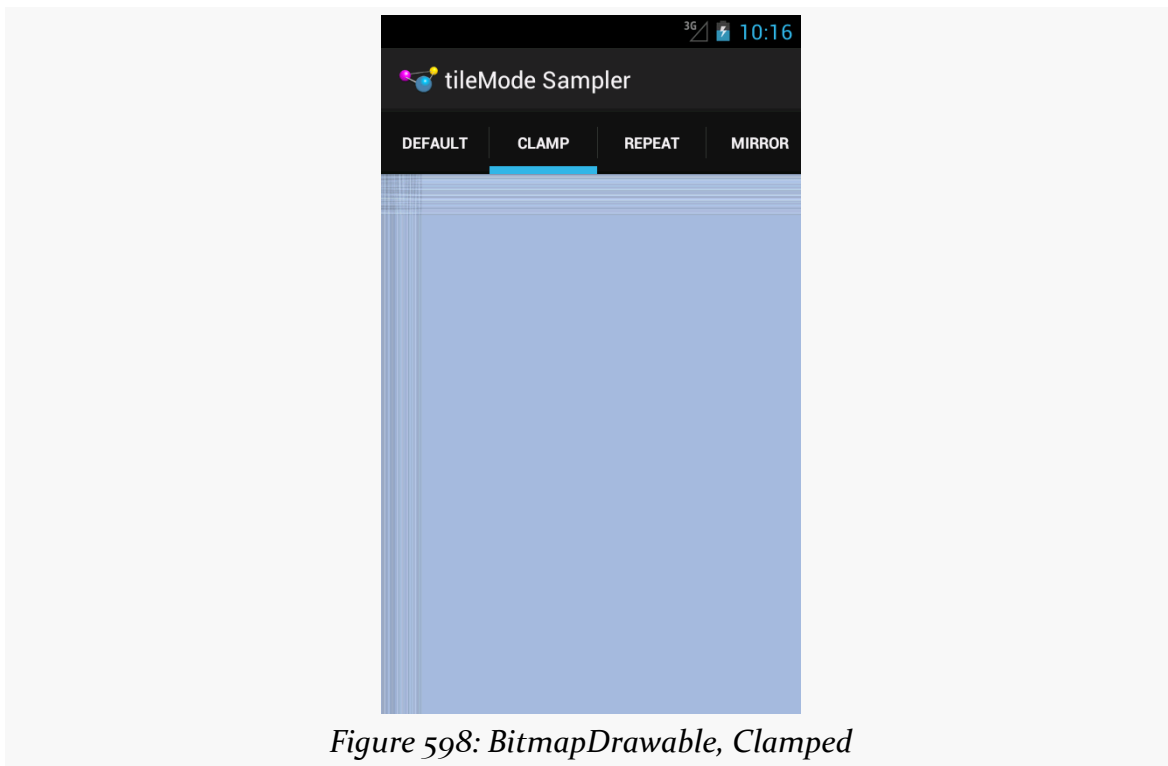 3G 10:16
tileMode Sampler
DEFAULT CLAMP REPEAT MIRROR
Figure 598: BitmapDrawable, Clamped